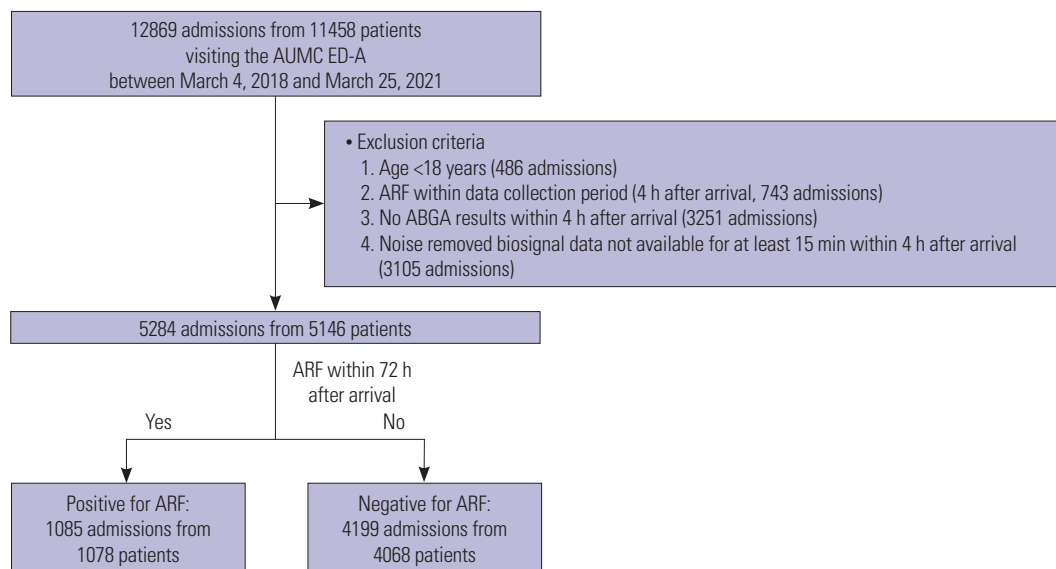 12869 admissions from 11458 patients
visiting the AUMC ED-A
between March 4, 2018 and March 25, 2021
• Exclusion criteria
1. Age <18 years (486 admissions)
2. ARF within data collection period (4 h after arrival, 743 admissions)
3. No ABGA results within 4 h after arrival (3251 admissions)
4. Noise removed biosignal data not available for at least 15 min within 4 h after arrival
(3105 admissions)
5284 admissions from 5146 patients
ARF within 72 h
after arrival
Yes
No
Positive for ARF:
1085 admissions from
1078 patients
Negative for ARF:
4199 admissions from
4068 patients